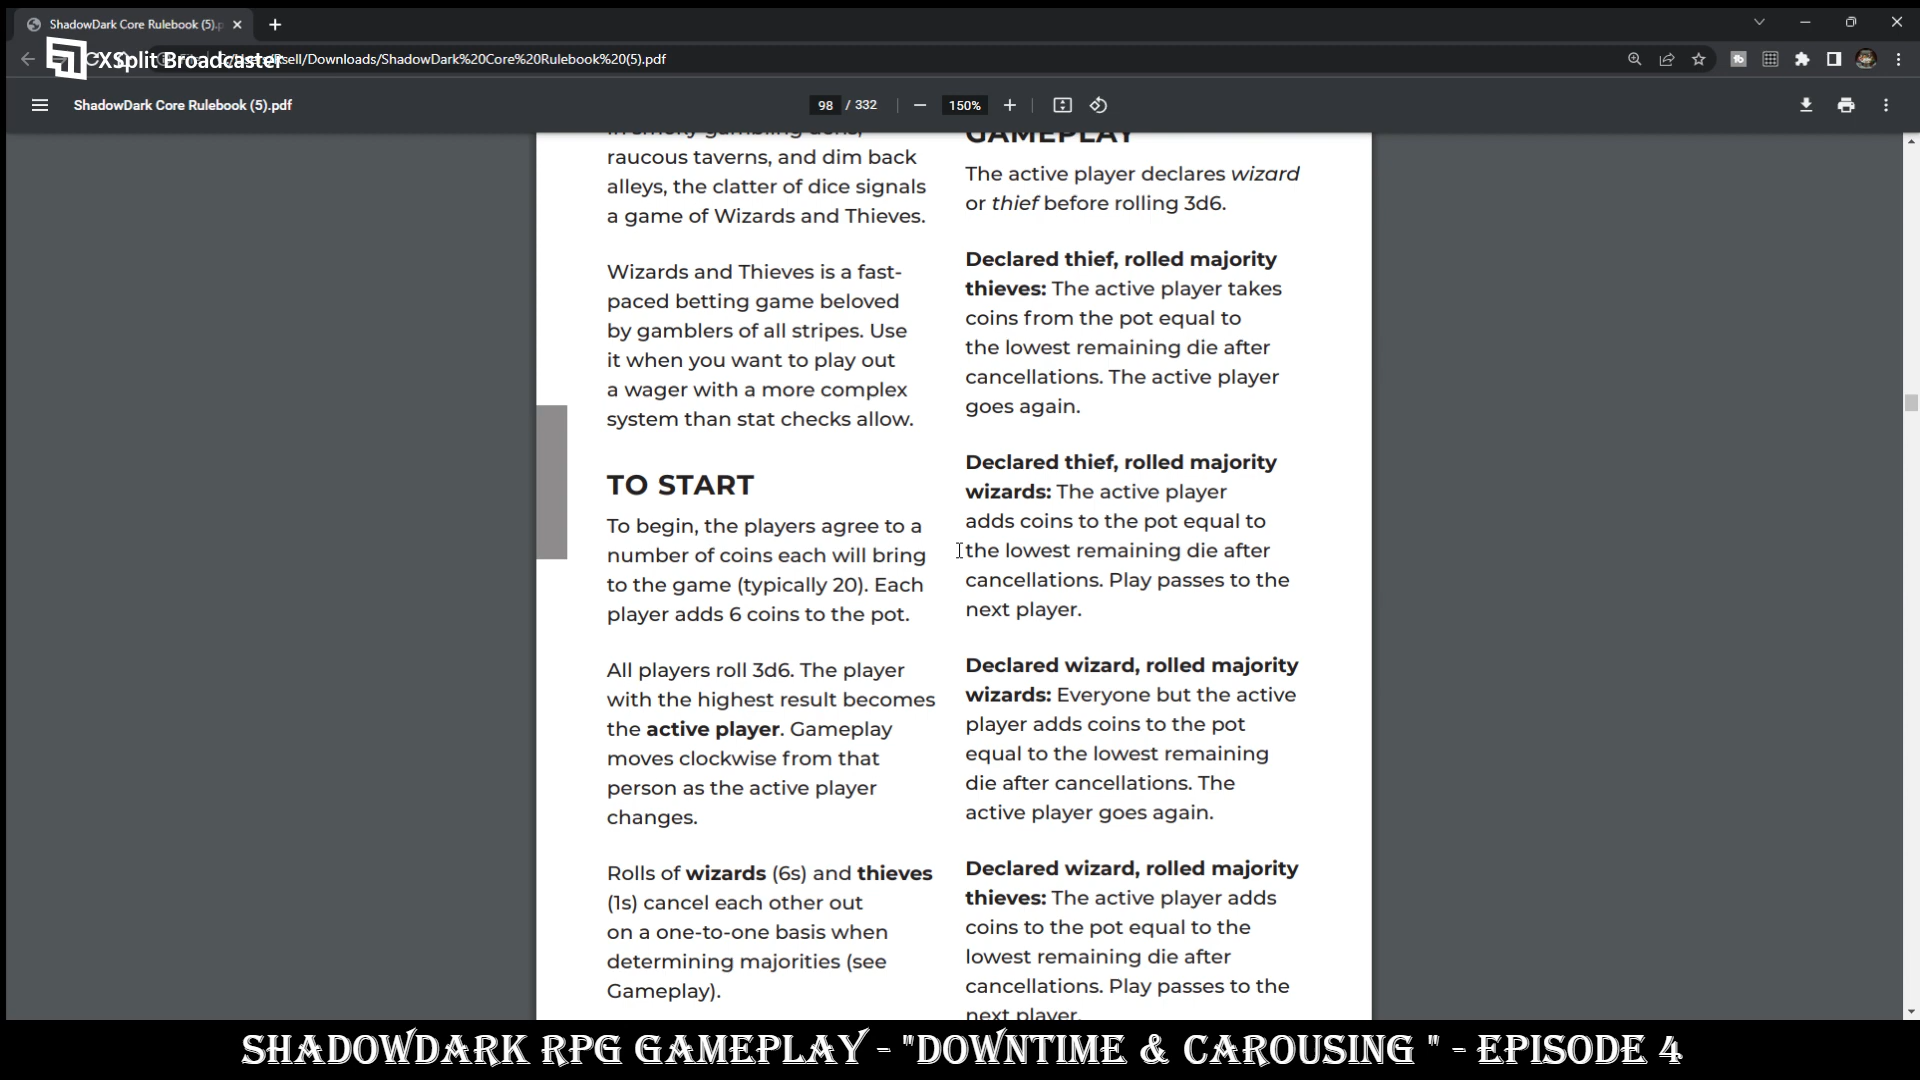 ShadowDark Core Rulebook (5).p
XSplit Broadcaster
sell/Downloads/ShadowDark%20Core%20Rulebook%20(5).pdf
ShadowDark Core Rulebook (5).pdf
98 / 332
150%
in smoky gambling dens,
raucous taverns, and dim back
alleys, the clatter of dice signals
a game of Wizards and Thieves.
Wizards and Thieves is a fast-
paced betting game beloved
by gamblers of all stripes. Use
it when you want to play out
a wager with a more complex
system than stat checks allow.
TO START
To begin, the players agree to a
number of coins each will bring
to the game (typically 20). Each
player adds 6 coins to the pot.
All players roll 3d6. The player
with the highest result becomes
the active player. Gameplay
moves clockwise from that
person as the active player
changes.
Rolls of wizards (6s) and thieves
(1s) cancel each other out
on a one-to-one basis when
determining majorities (see
Gameplay).
GAMEPLAY
The active player declares wizard
or thief before rolling 3d6.
Declared thief, rolled majority
thieves: The active player takes
coins from the pot equal to
the lowest remaining die after
cancellations. The active player
goes again.
Declared thief, rolled majority
wizards: The active player
adds coins to the pot equal to
the lowest remaining die after
cancellations. Play passes to the
next player.
Declared wizard, rolled majority
wizards: Everyone but the active
player adds coins to the pot
equal to the lowest remaining
die after cancellations. The
active player goes again.
Declared wizard, rolled majority
thieves: The active player adds
coins to the pot equal to the
lowest remaining die after
cancellations. Play passes to the
next player.
SHADOWDARK RPG GAMEPLAY - "DOWNTIME & CAROUSING " - EPISODE 4